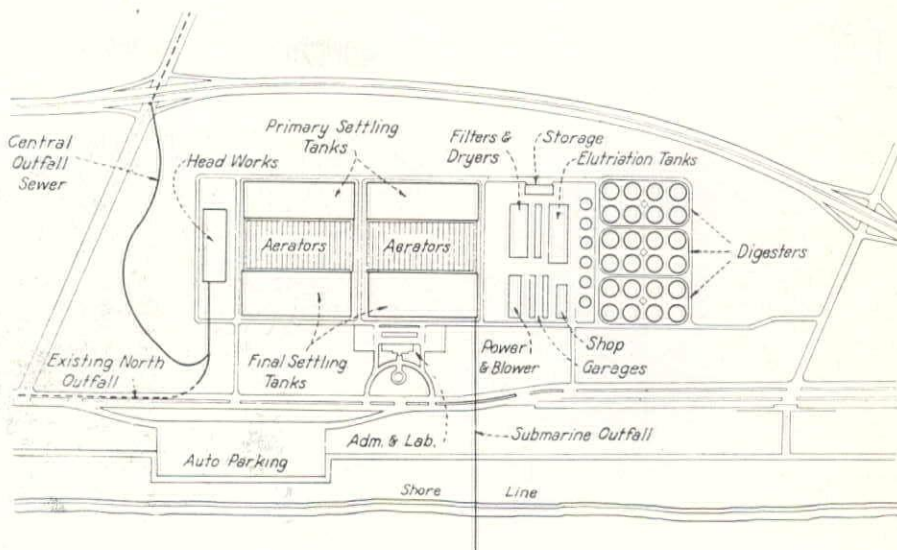 Central
Outfall
Sewer
Head Works
Primary Settling
Tanks
Filters &
Dryers
Storage
Elutriation Tanks
Aerators
Aerators
Digesters
Existing North
Outfall
Final Settling
Tanks
Power
& Blower
Shop
Garages
Adm. & Lab.
Submarine Outfall
Auto Parking
Shore Line